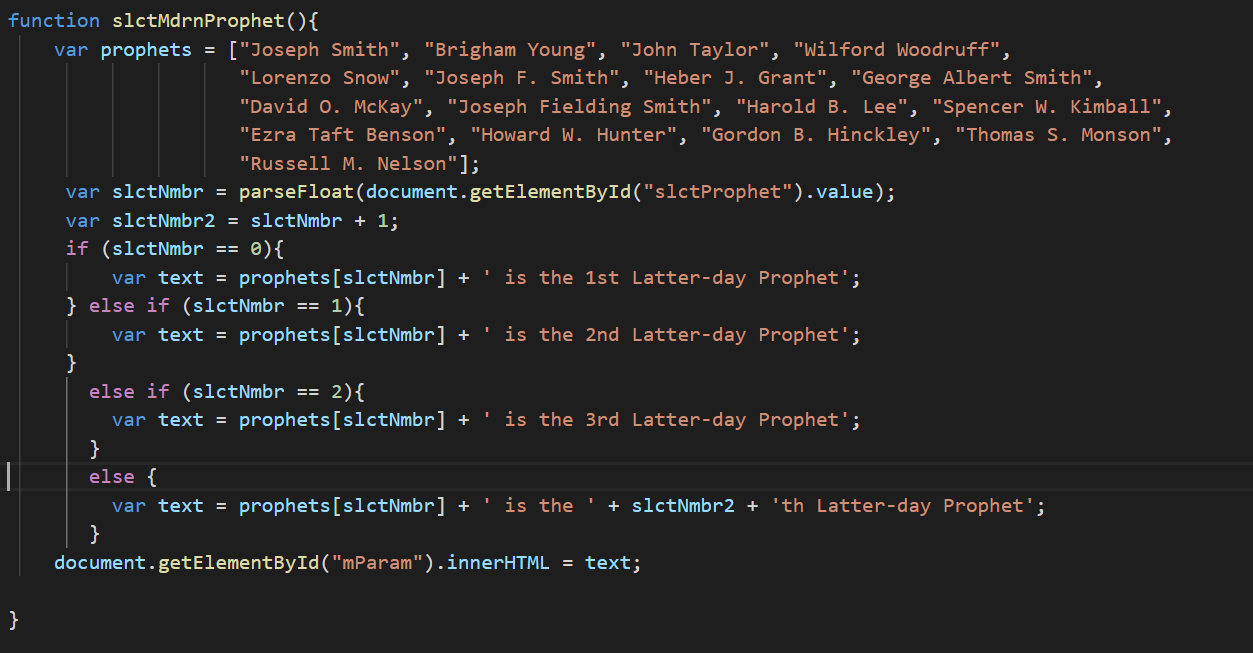 function slctMdrnProphet(){
    var prophets = ["Joseph Smith", "Brigham Young", "John Taylor", "Wilford Woodruff",
                    "Lorenzo Snow", "Joseph F. Smith", "Heber J. Grant", "George Albert Smith",
                    "David O. McKay", "Joseph Fielding Smith", "Harold B. Lee", "Spencer W. Kimball",
                    "Ezra Taft Benson", "Howard W. Hunter", "Gordon B. Hinckley", "Thomas S. Monson",
                    "Russell M. Nelson"];
     var slctNmbr = parseFloat(document.getElementById("slctProphet").value);
     var slctNmbr2 = slctNmbr + 1;
     if (slctNmbr == 0){
         var text = prophets[slctNmbr] + ' is the 1st Latter-day Prophet';
     } else if (slctNmbr == 1){
         var text = prophets[slctNmbr] + ' is the 2nd Latter-day Prophet';
     }
       else if (slctNmbr == 2){
         var text = prophets[slctNmbr] + ' is the 3rd Latter-day Prophet';
       }
       else {
         var text = prophets[slctNmbr] + ' is the ' + slctNmbr2 + 'th Latter-day Prophet';
       }
    document.getElementById("mParam").innerHTML = text;

}